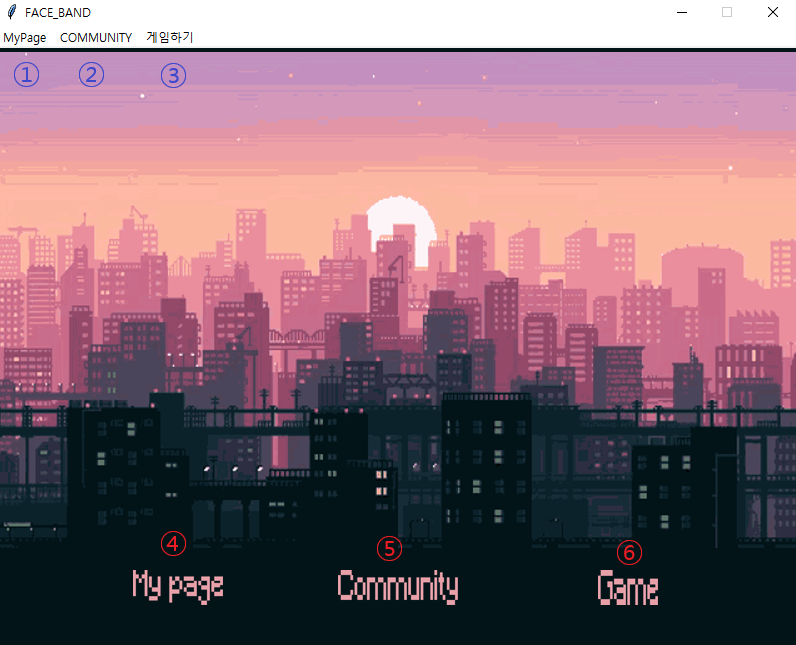 FACE_BAND
MyPage COMMUNITY 게임하기
① ② ③
④ ⑤ ⑥
My page Community Game